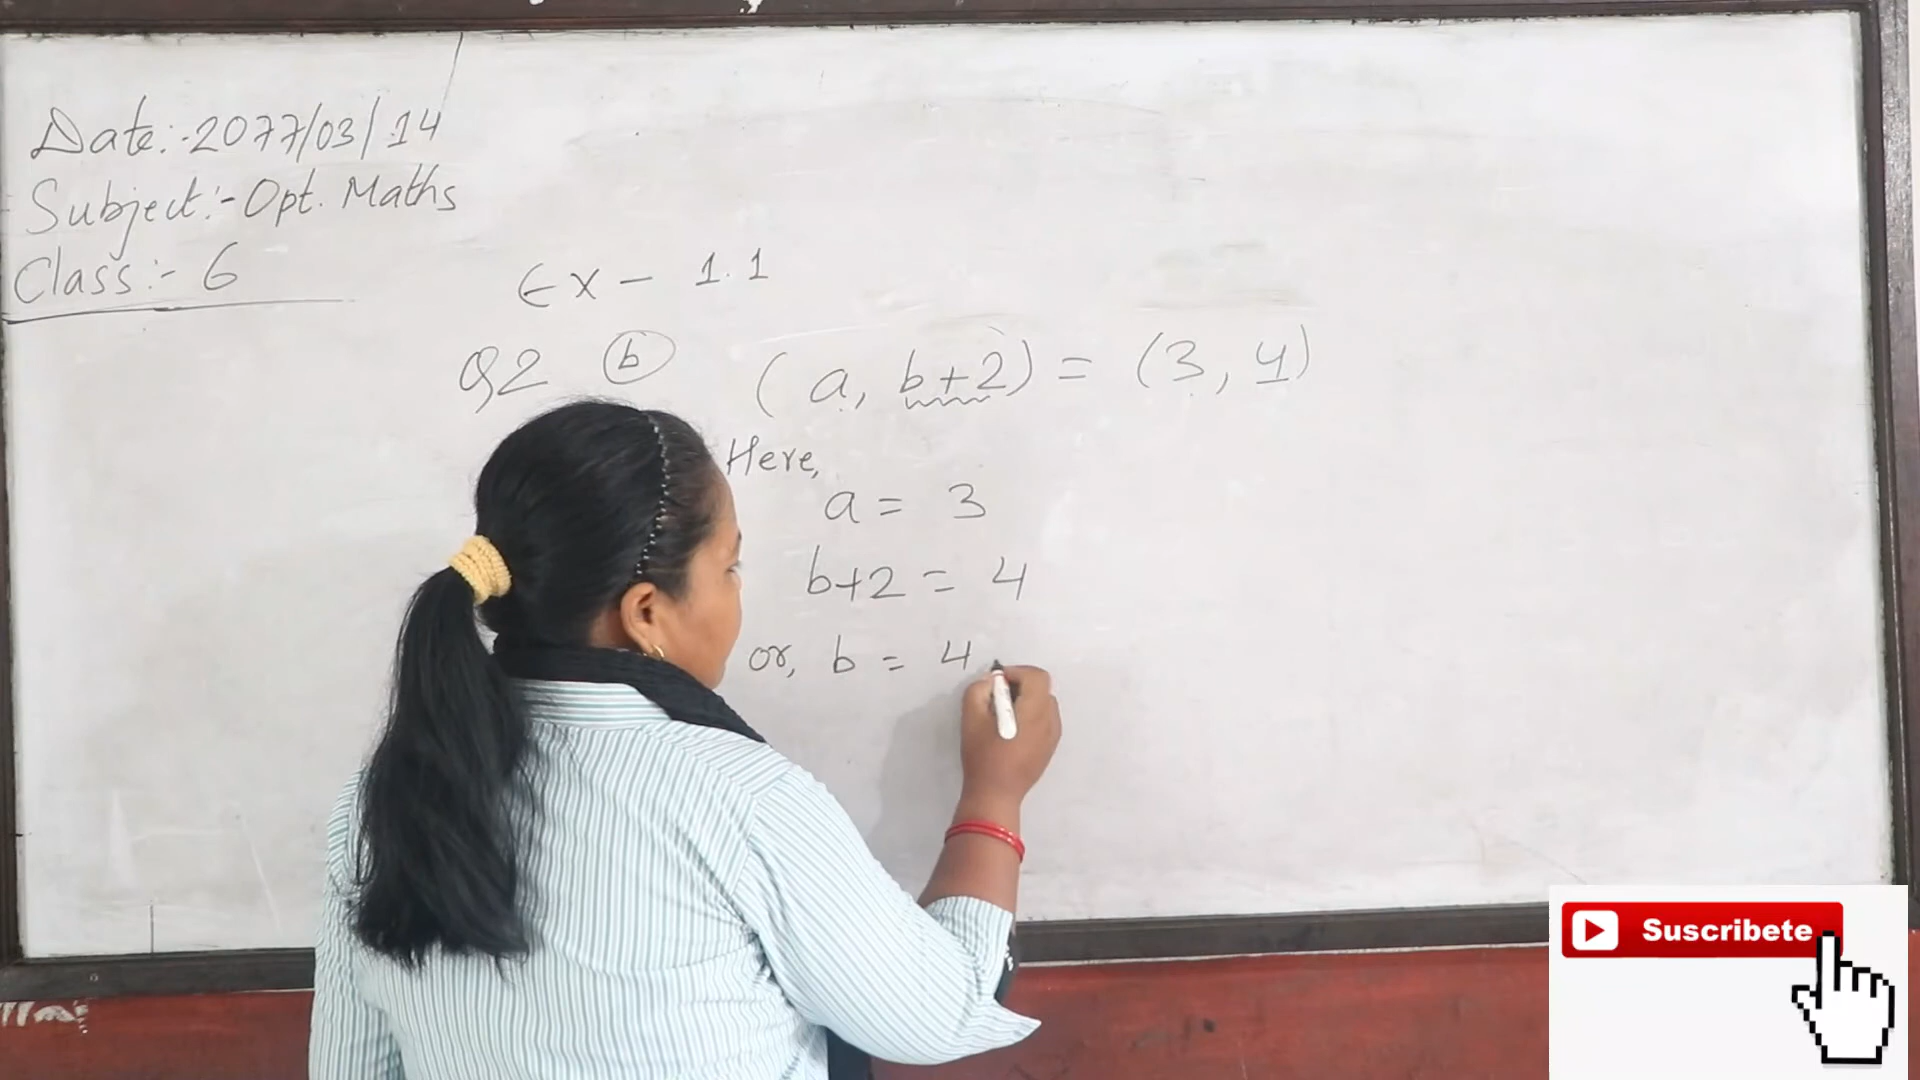 Date:-2077/03/14
Subject:-Opt. Maths
Class:- 6
Ex - 1.1
Q2 b (a, b+2) = (3, 4)
Here,
a = 3
b+2 = 4
or, b = 4
Suscribete